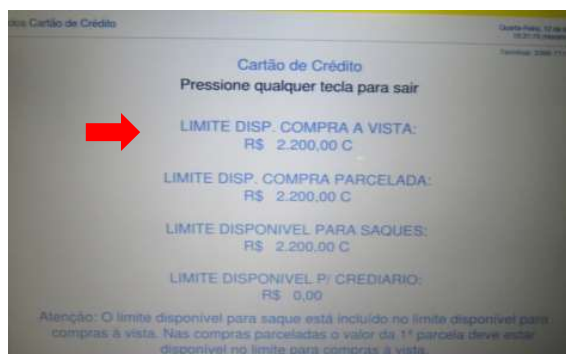 Cartão de Crédito
Cartão de Crédito
Pressione qualquer tecla para sair
LIMITE DISP. COMPRA A VISTA:
R$ 2.200,00 C
LIMITE DISP. COMPRA PARCELADA:
R$ 2.200,00 C
LIMITE DISPONIVEL PARA SAQUES:
R$ 2.200,00 C
LIMITE DISPONIVEL P/ CREDIARIO:
R$ 0,00
Atenção: O limite disponível para saque está incluído no limite disponível para
compras à vista. Nas compras parceladas o valor da 1ª parcela deve estar
disponível no limite para compras à vista.